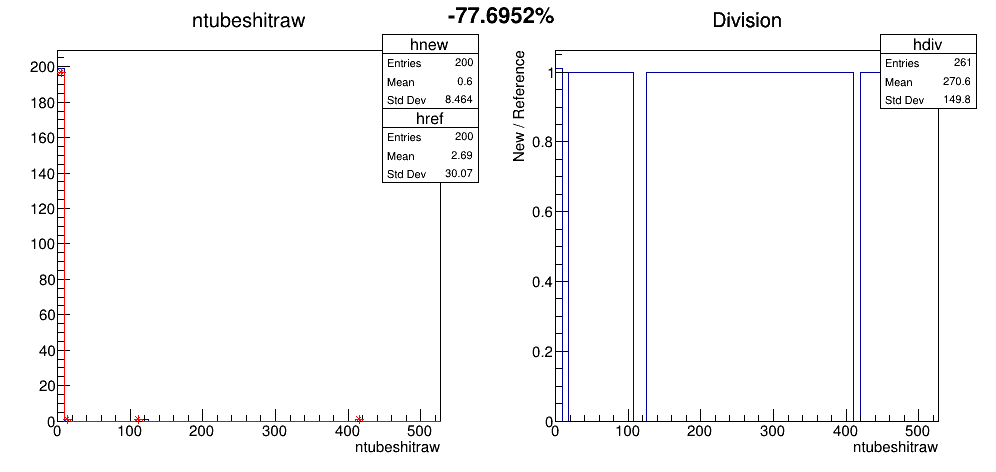 -77.6952%
ntubeshitraw
hnew
Entries 200
Mean 0.6
Std Dev 8.464
href
Entries 200
Mean 2.69
Std Dev 30.07
200
180
160
140
120
100
80
60
40
20
0
0 100 200 300 400 500
ntubeshitraw
Division
hdiv
Entries 261
Mean 270.6
Std Dev 149.8
New / Reference
1
0.8
0.6
0.4
0.2
0
0 100 200 300 400 500
ntubeshitraw